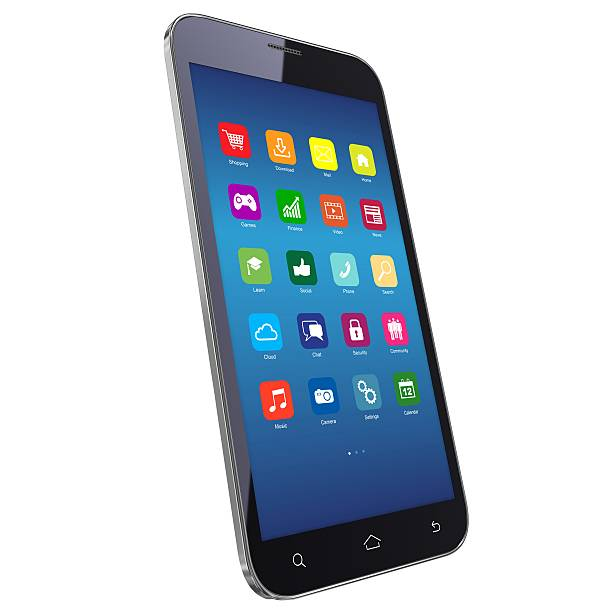 Shopping Download Mail Home
Games Finance Video News
Learn Social Phone Search
Cloud Chat Security Community
Music Camera Settings Calendar
12